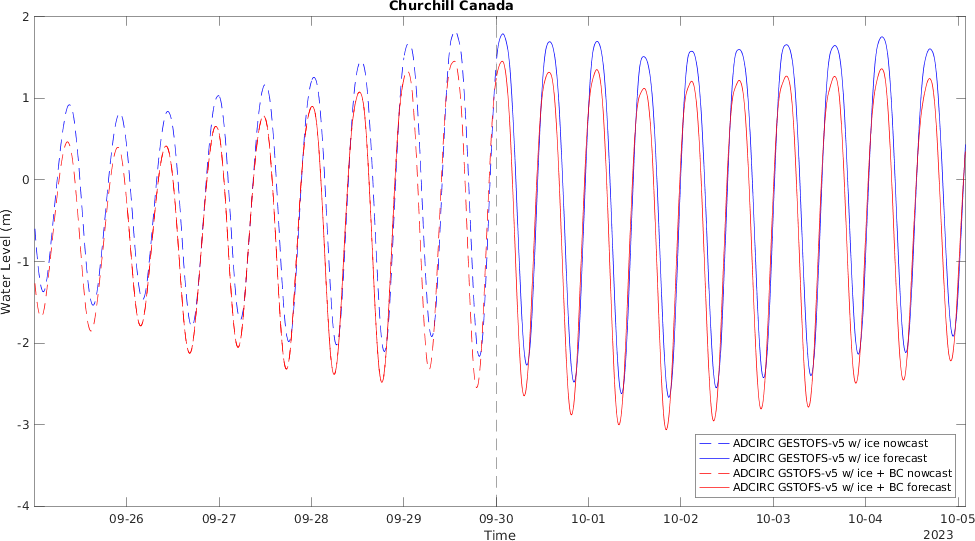 Churchill Canada
2
1
0
-1
-2
-3
-4
Water Level (m)
ADCIRC GESTOFS-v5 w/ ice nowcast
ADCIRC GESTOFS-v5 w/ ice forecast
ADCIRC GSTOFS-v5 w/ ice + BC nowcast
ADCIRC GSTOFS-v5 w/ ice + BC forecast
09-26 09-27 09-28 09-29 09-30 10-01 10-02 10-03 10-04 10-05
Time
2023